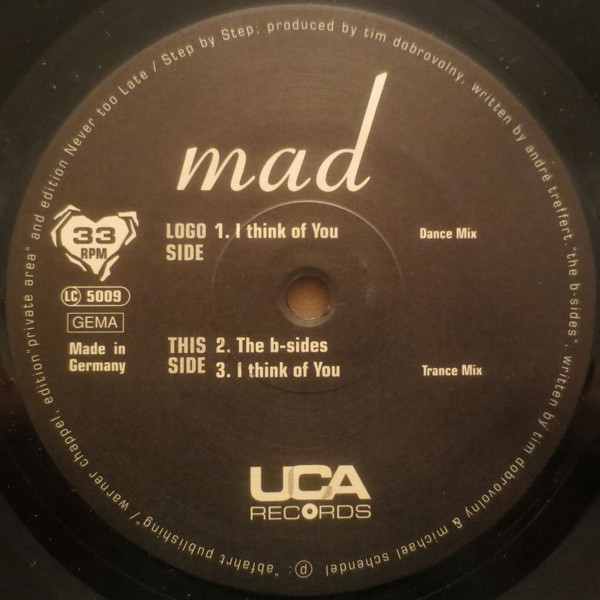 mad
33
RPM
LC 5009
GEMA
Made in
Germany
LOGO 1. I think of You Dance Mix
SIDE
THIS 2. The b-sides
SIDE 3. I think of You Trance Mix
UCA
RECORDS
"private area" and edition Never too Late / Step by Step; produced by tim dobrovolny, written by andré treffert. "the b-sides", written by tim dobrovolny & michael schendel ℗: "abfahrt publishing"/ warner chappel, edition